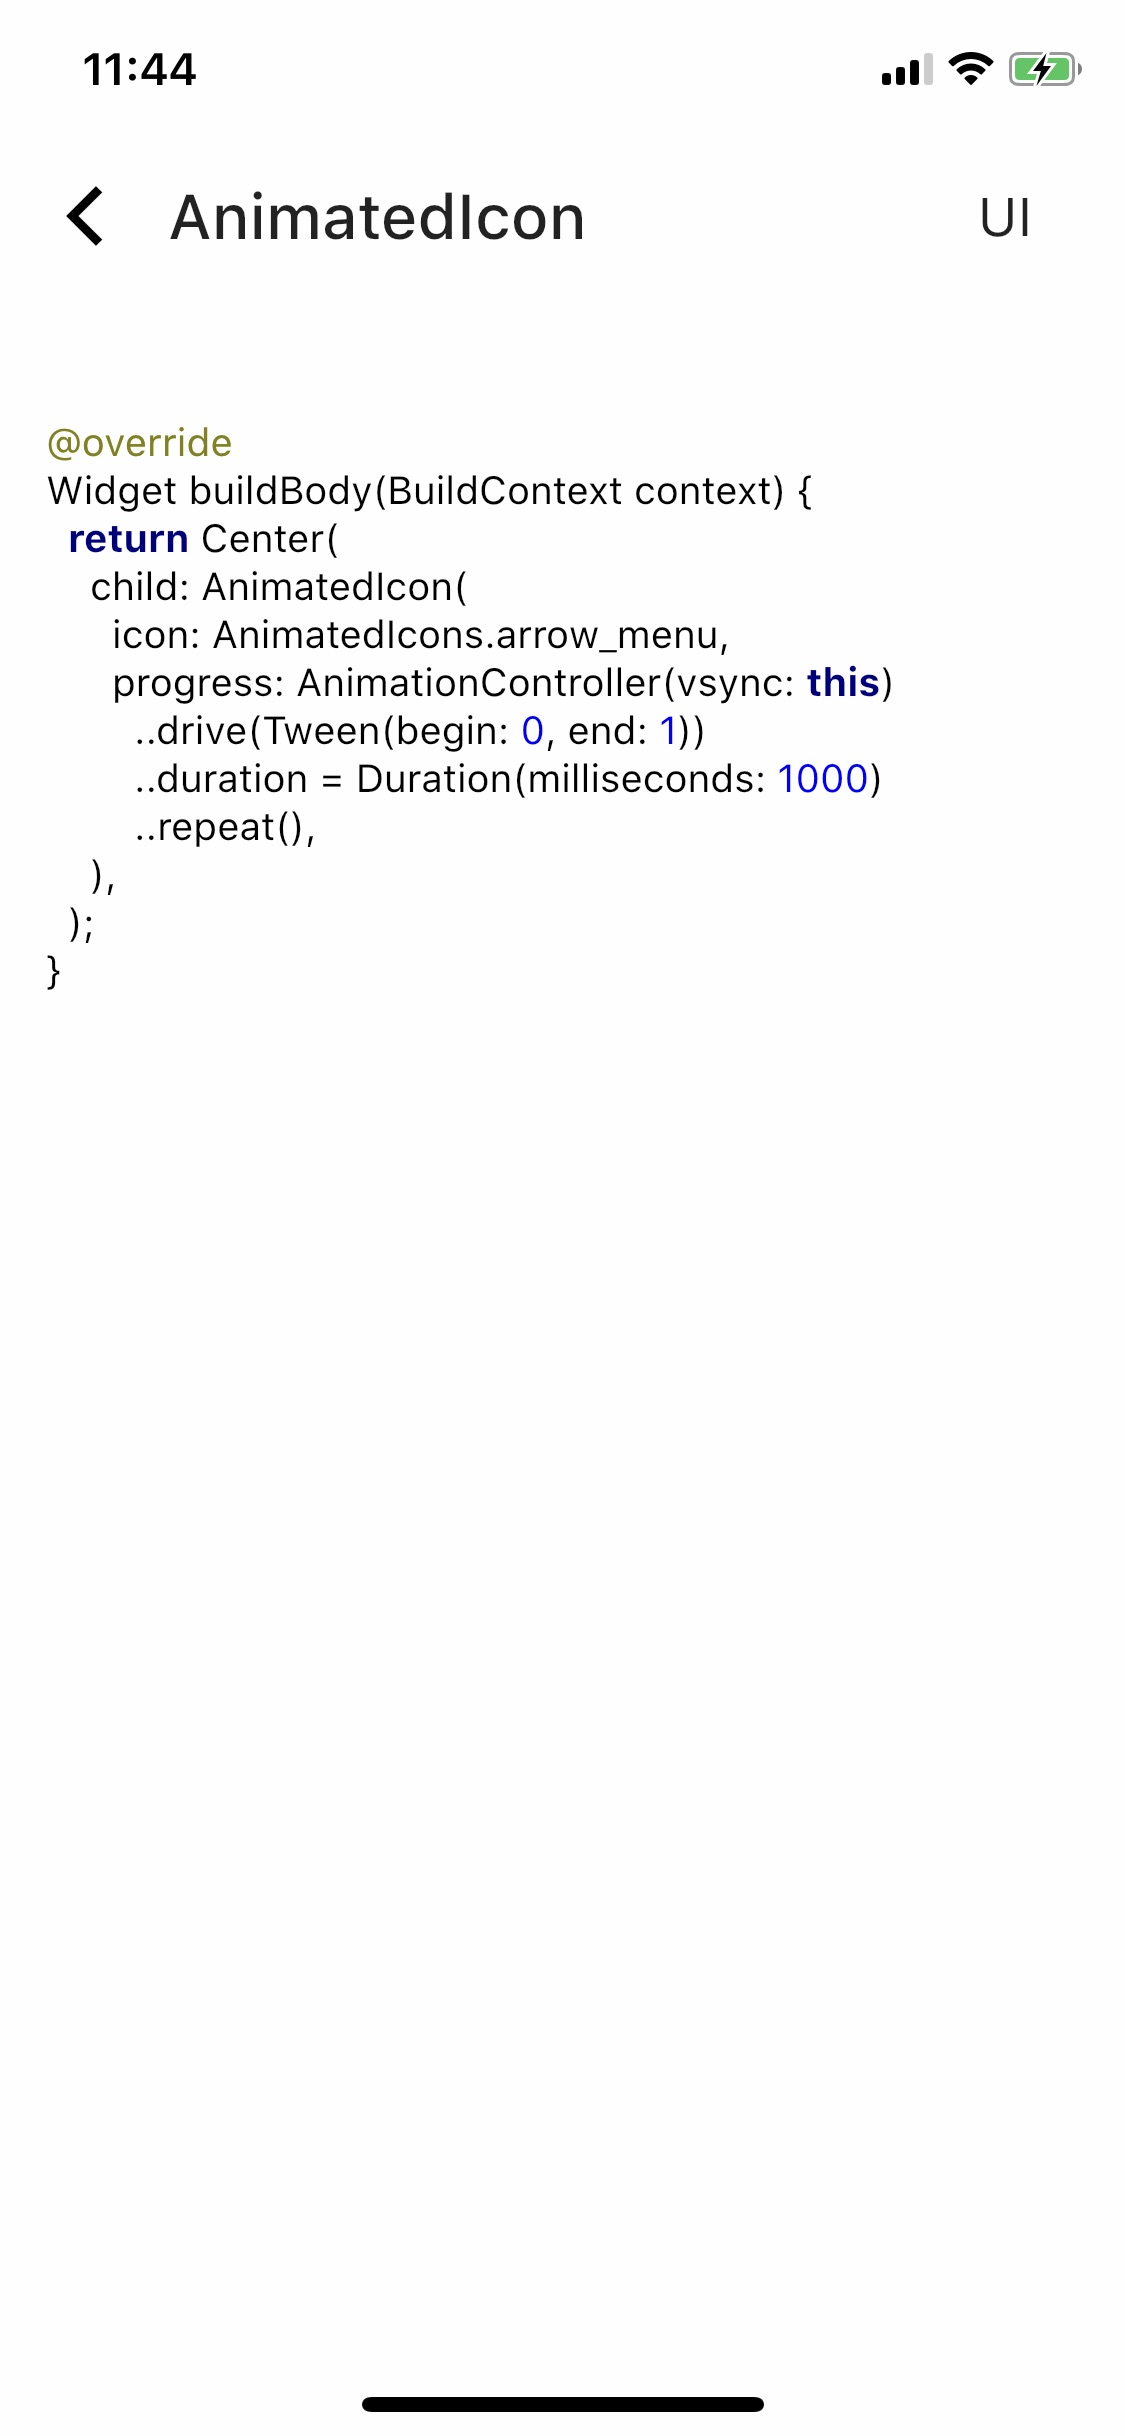 11:44
AnimatedIcon
UI
@override
Widget buildBody(BuildContext context) {
  return Center(
    child: AnimatedIcon(
      icon: AnimatedIcons.arrow_menu,
      progress: AnimationController(vsync: this)
        ..drive(Tween(begin: 0, end: 1))
        ..duration = Duration(milliseconds: 1000)
        ..repeat(),
    ),
  );
}